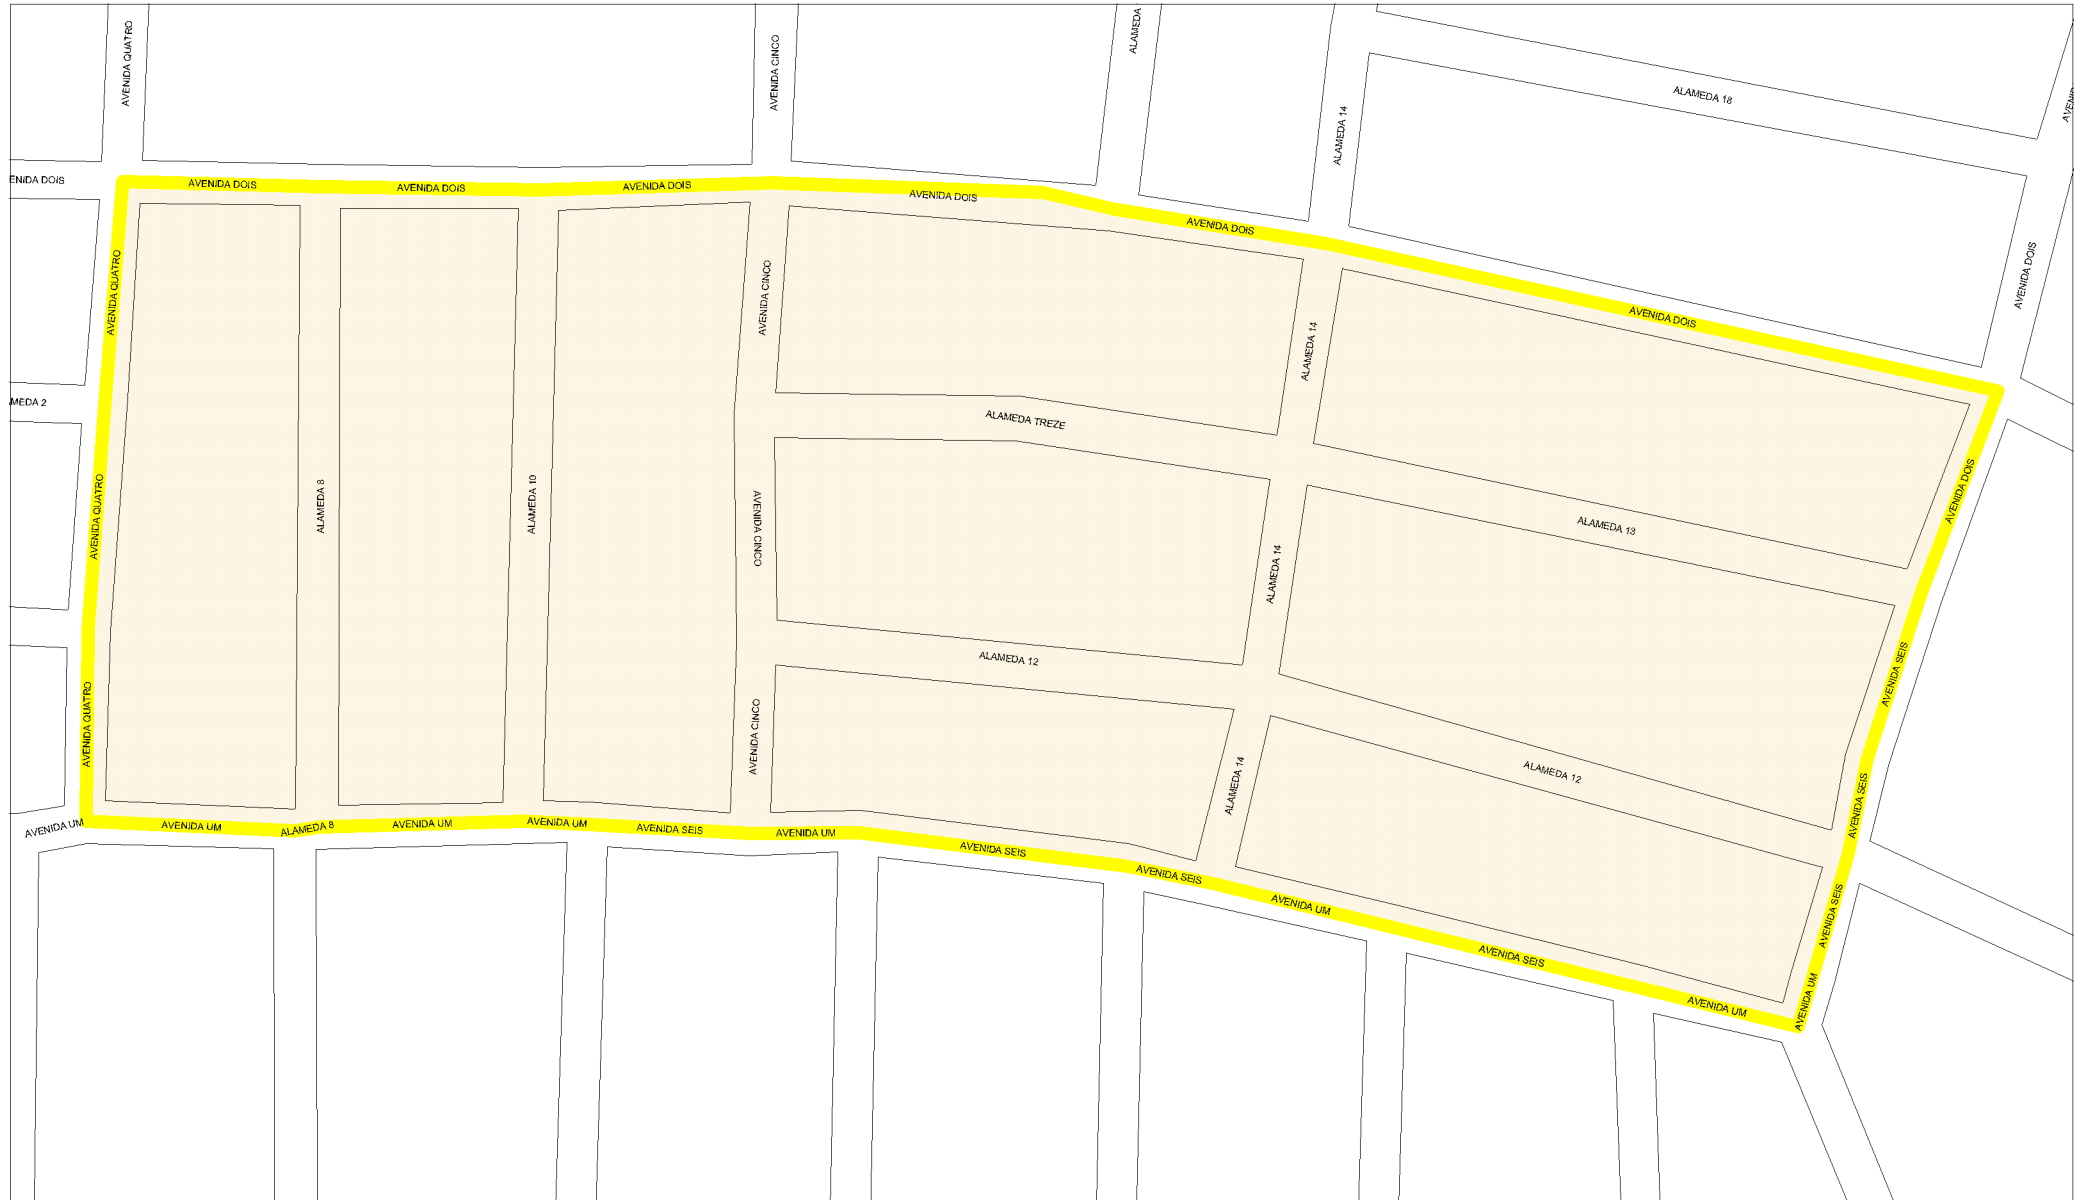 AVENIDA QUATRO
AVENIDA CINCO
ALAMEDA
ALAMEDA 14
ALAMEDA 18
ENIDA DOIS
AVENIDA DOIS
AVENIDA DOIS
AVENIDA DOIS
AVENIDA DOIS
AVENIDA DOIS
AVENIDA DOIS
AVENIDA DOIS
AVENIDA QUATRO
AVENIDA CINCO
ALAMEDA 14
MEDA 2
ALAMEDA TREZE
AVENIDA QUATRO
ALAMEDA 8
ALAMEDA 10
AVENIDA CINCO
ALAMEDA 14
ALAMEDA 13
AVENIDA DOIS
ALAMEDA 12
AVENIDA SEIS
AVENIDA QUATRO
AVENIDA CINCO
ALAMEDA 14
ALAMEDA 12
AVENIDA SEIS
AVENIDA UM
AVENIDA UM
ALAMEDA 8
AVENIDA UM
AVENIDA UM
AVENIDA SEIS
AVENIDA UM
AVENIDA SEIS
AVENIDA SEIS
AVENIDA UM
AVENIDA SEIS
AVENIDA SEIS
AVENIDA UM
AVENIDA UM